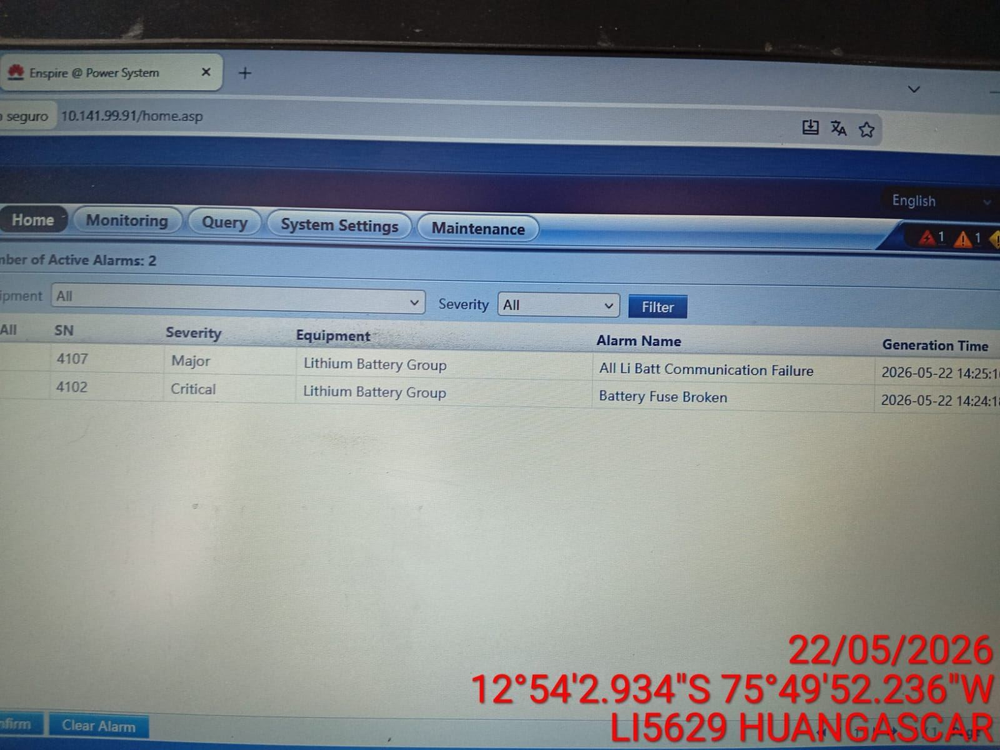 Enspire @ Power System
seguro 10.141.99.91/home.asp
English
Home Monitoring Query System Settings Maintenance
1 1
mber of Active Alarms: 2
ipment All Severity All Filter
All SN Severity Equipment Alarm Name Generation Time
4107 Major Lithium Battery Group All Li Batt Communication Failure 2026-05-22 14:25:1
4102 Critical Lithium Battery Group Battery Fuse Broken 2026-05-22 14:24:1
22/05/2026
12°54'2.934"S 75°49'52.236"W
nfirm Clear Alarm
LI5629 HUANGASCAR